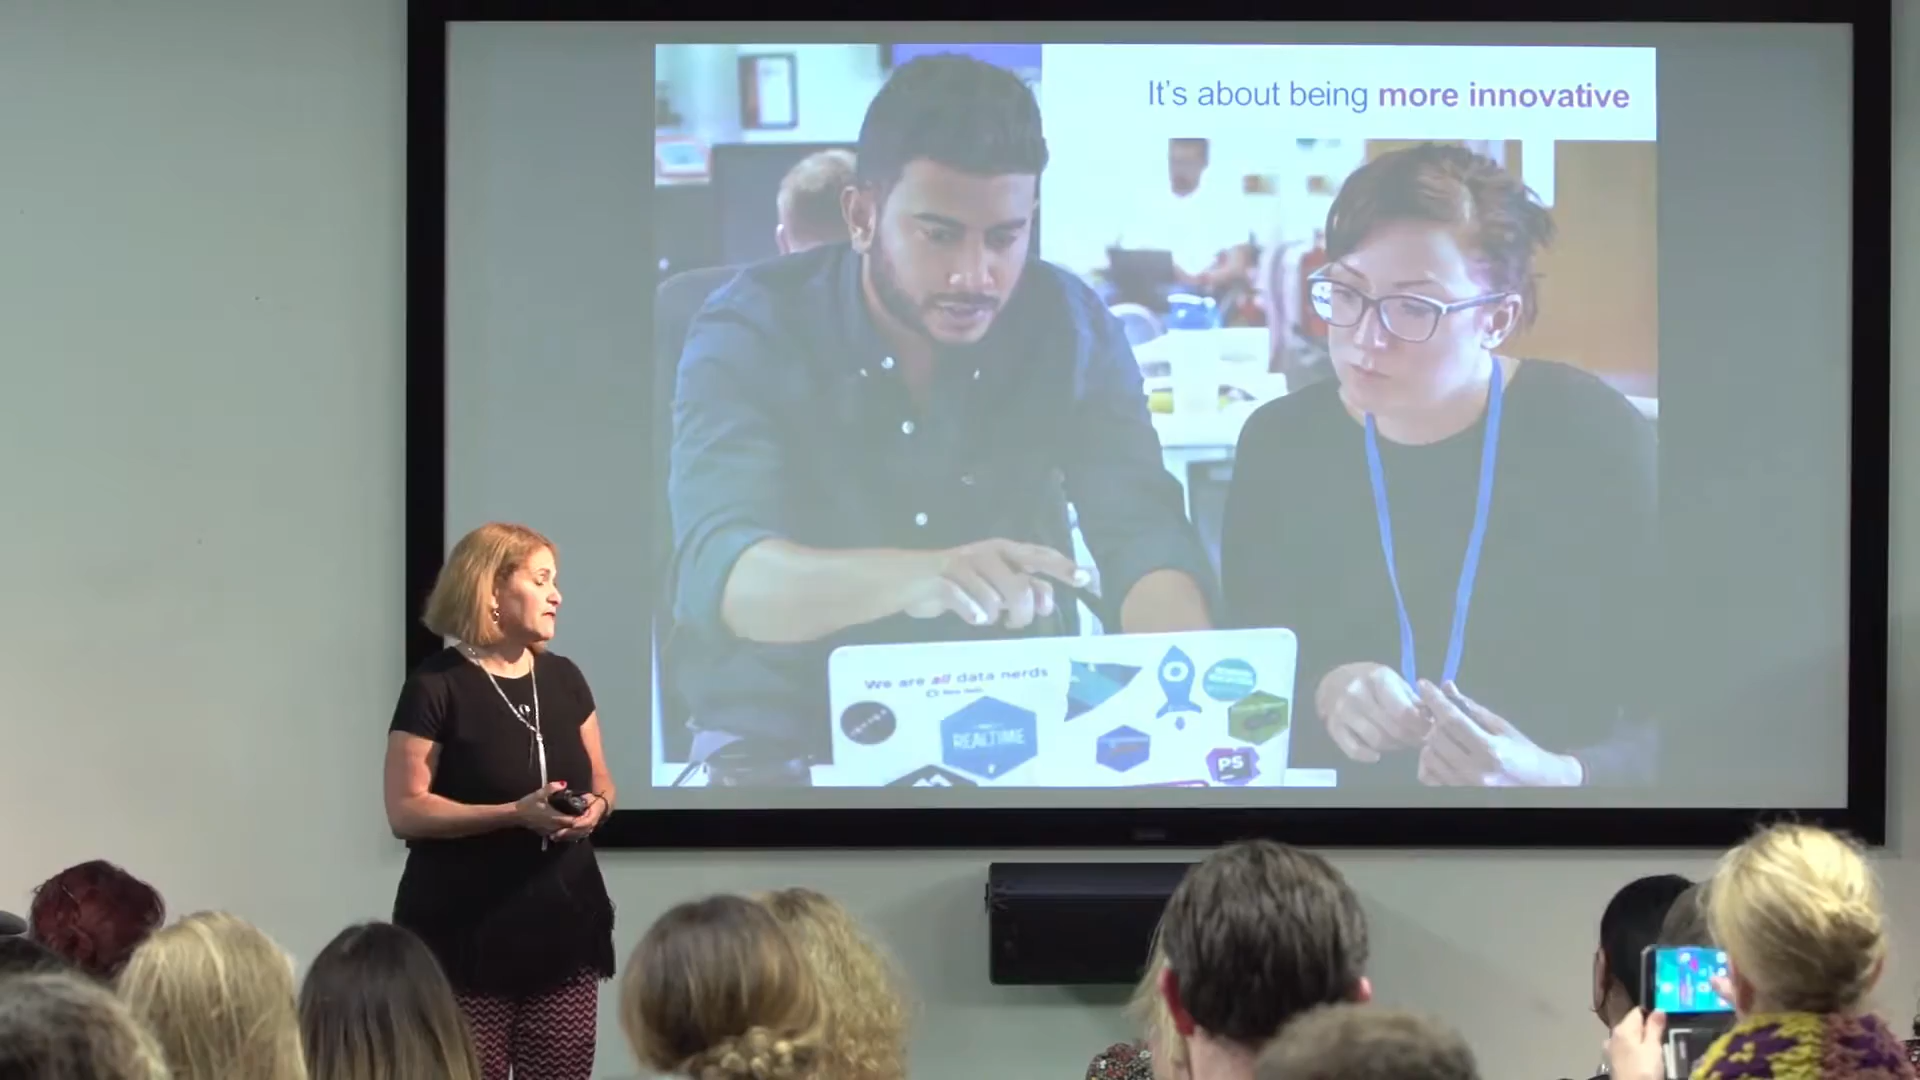 It's about being more innovative
We are all data nerds
REALTIME
PS